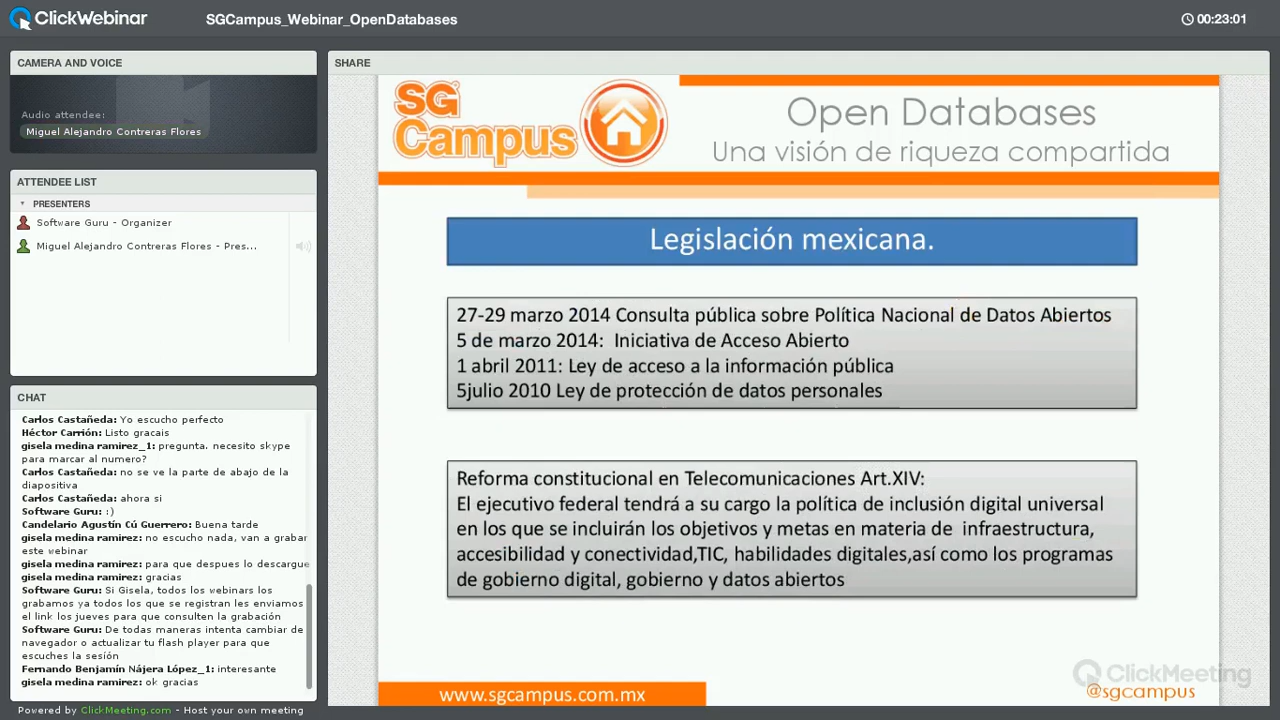 ClickWebinar
SGCampus_Webinar_OpenDatabases
00:23:01
CAMERA AND VOICE
Audio attendee:
Miguel Alejandro Contreras Flores
ATTENDEE LIST
PRESENTERS
Software Guru - Organizer
Miguel Alejandro Contreras Flores - Pres...
CHAT
Carlos Castañeda: Yo escucho perfecto
Héctor Carrión: Listo gracais
gisela medina ramirez_1: pregunta. necesito skype
para marcar al numero?
Carlos Castañeda: no se ve la parte de abajo de la
diapositiva
Carlos Castañeda: ahora si
Software Guru: :)
Candelario Agustín Cú Guerrero: Buena tarde
gisela medina ramirez: no escucho nada, van a grabar
este webinar
gisela medina ramirez: para que despues lo descargue
gisela medina ramirez: gracias
Software Guru: Si Gisela, todos los webinars los
grabamos ya todos los que se registran les enviamos
el link los jueves para que consulten la grabación
Software Guru: De todas maneras intenta cambiar de
navegador o actualizar tu flash player para que
escuches la sesión
Fernando Benjamín Nájera López_1: interesante
gisela medina ramirez: ok gracias
Powered by ClickMeeting.com - Host your own meeting
SHARE
SG
Campus
Open Databases
Una visión de riqueza compartida
Legislación mexicana.
27-29 marzo 2014 Consulta pública sobre Política Nacional de Datos Abiertos
5 de marzo 2014: Iniciativa de Acceso Abierto
1 abril 2011: Ley de acceso a la información pública
5julio 2010 Ley de protección de datos personales
Reforma constitucional en Telecomunicaciones Art.XIV:
El ejecutivo federal tendrá a su cargo la política de inclusión digital universal
en los que se incluirán los objetivos y metas en materia de infraestructura,
accesibilidad y conectividad,TIC, habilidades digitales,así como los programas
de gobierno digital, gobierno y datos abiertos
ClickMeeting
www.sgcampus.com.mx
@sgcampus